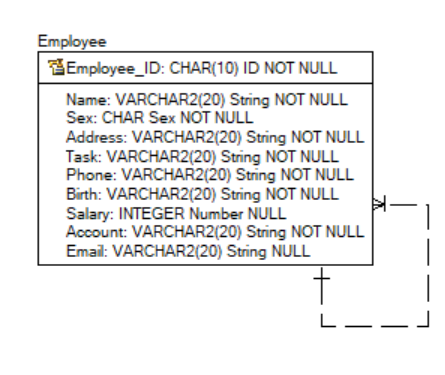 Employee
Employee_ID: CHAR(10) ID NOT NULL
Name: VARCHAR2(20) String NOT NULL
Sex: CHAR Sex NOT NULL
Address: VARCHAR2(20) String NOT NULL
Task: VARCHAR2(20) String NOT NULL
Phone: VARCHAR2(20) String NOT NULL
Birth: VARCHAR2(20) String NOT NULL
Salary: INTEGER Number NULL
Account: VARCHAR2(20) String NOT NULL
Email: VARCHAR2(20) String NULL